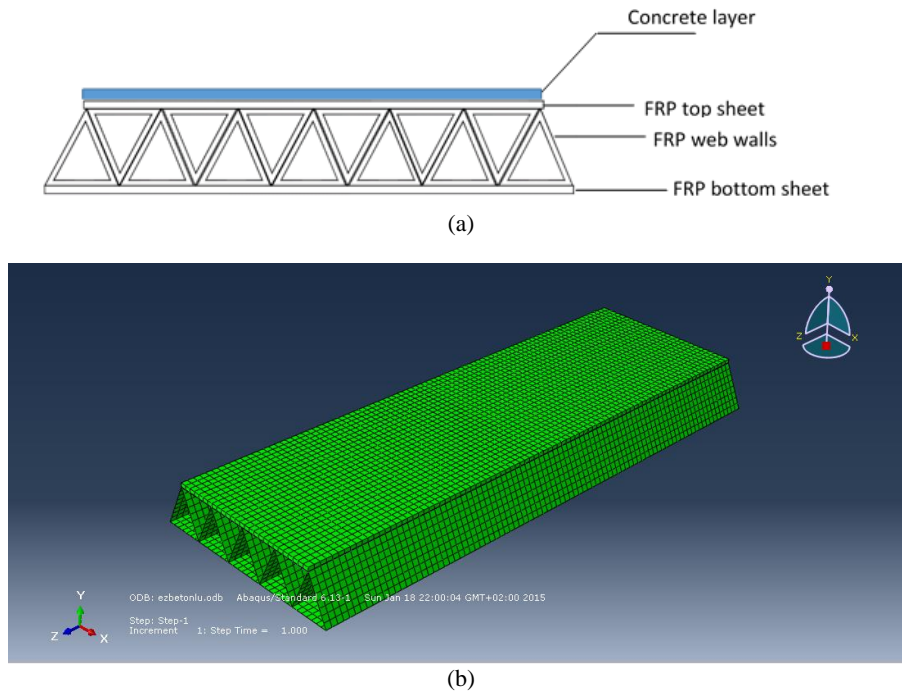 Concrete layer
FRP top sheet
FRP web walls
FRP bottom sheet
(a)
Y
Z
X
ODB: ezbetonlu.odb Abaqus/Standard 6.13-1 Sun Jan 18 22:00:04 GMT+02:00 2015
Y
Step: Step-1
Increment 1: Step Time = 1.000
Z
X
(b)